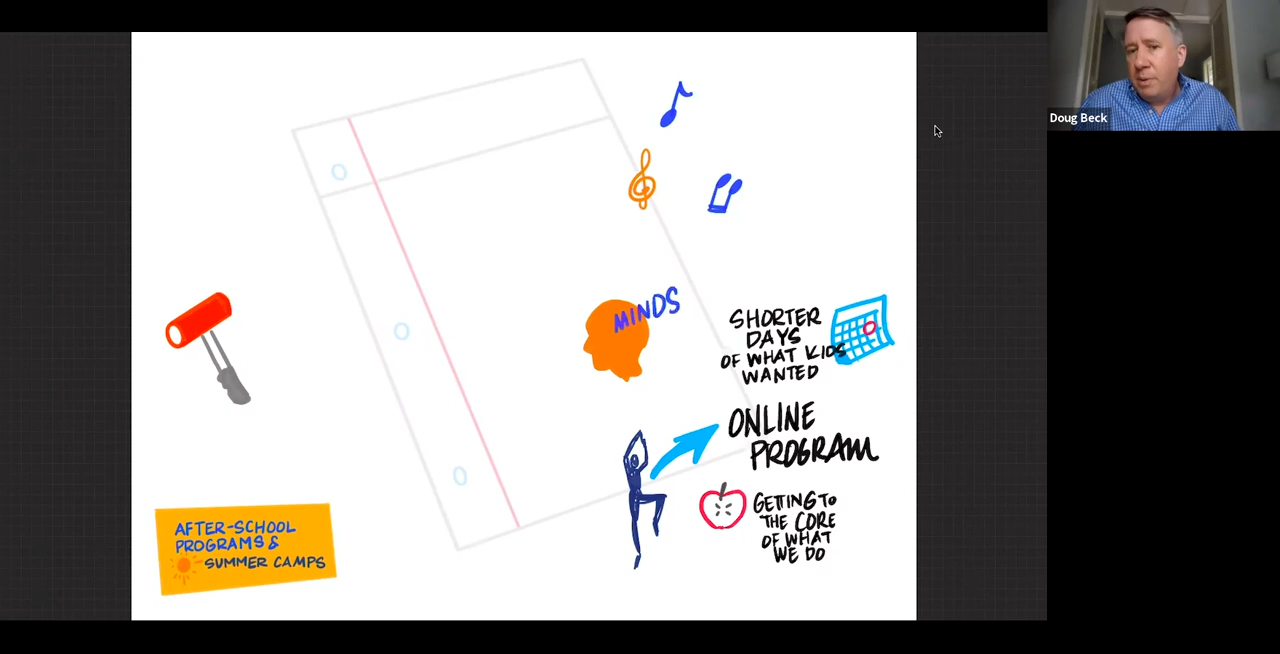 Doug Beck
MINDS
SHORTER
DAYS
OF WHAT KIDS
WANTED
ONLINE
PROGRAM
GETTING TO
THE CORE
OF WHAT
WE DO
AFTER-SCHOOL
PROGRAMS &
SUMMER CAMPS